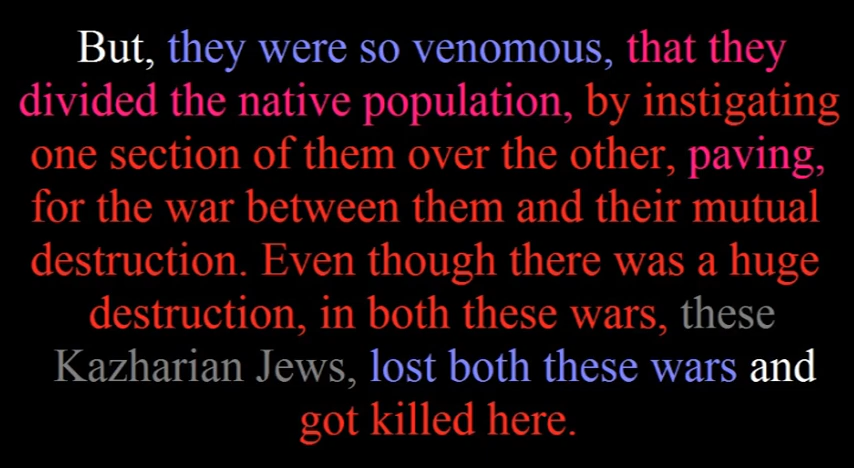 But, they were so venomous, that they
divided the native population, by instigating
one section of them over the other, paving,
for the war between them and their mutual
destruction. Even though there was a huge
destruction, in both these wars, these
Kazharian Jews, lost both these wars and
got killed here.